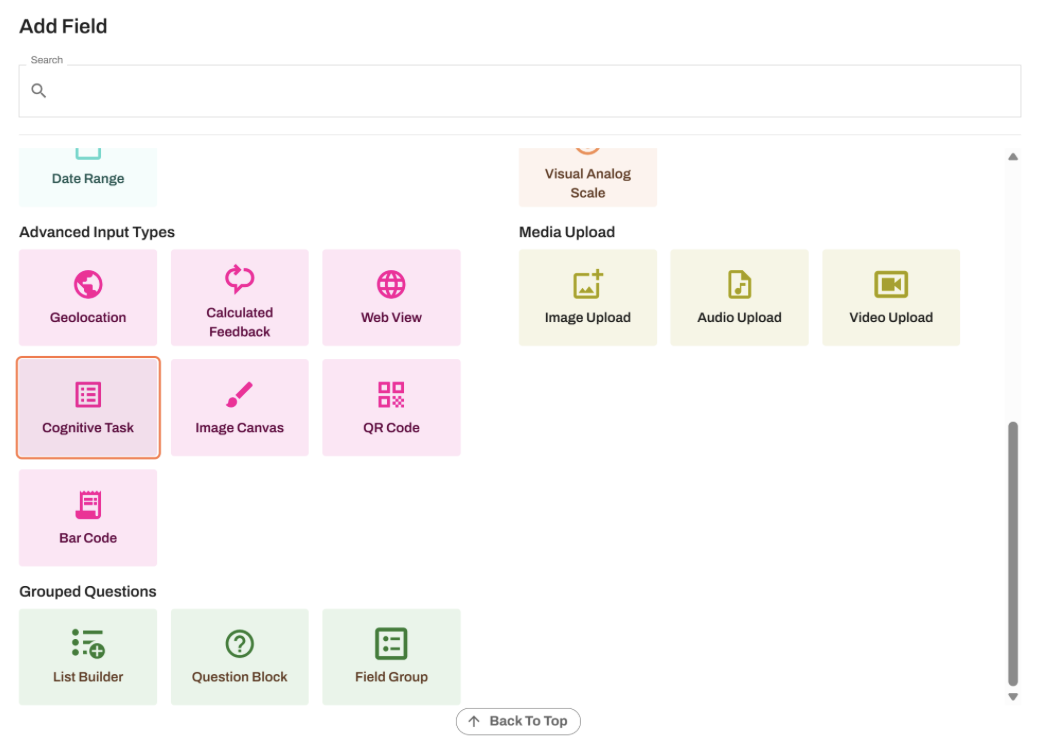 Add Field
Search
Date Range
Visual Analog
Scale
Advanced Input Types
Media Upload
Geolocation
Calculated
Feedback
Web View
Image Upload
Audio Upload
Video Upload
Cognitive Task
Image Canvas
QR Code
Bar Code
Grouped Questions
List Builder
Question Block
Field Group
Back To Top